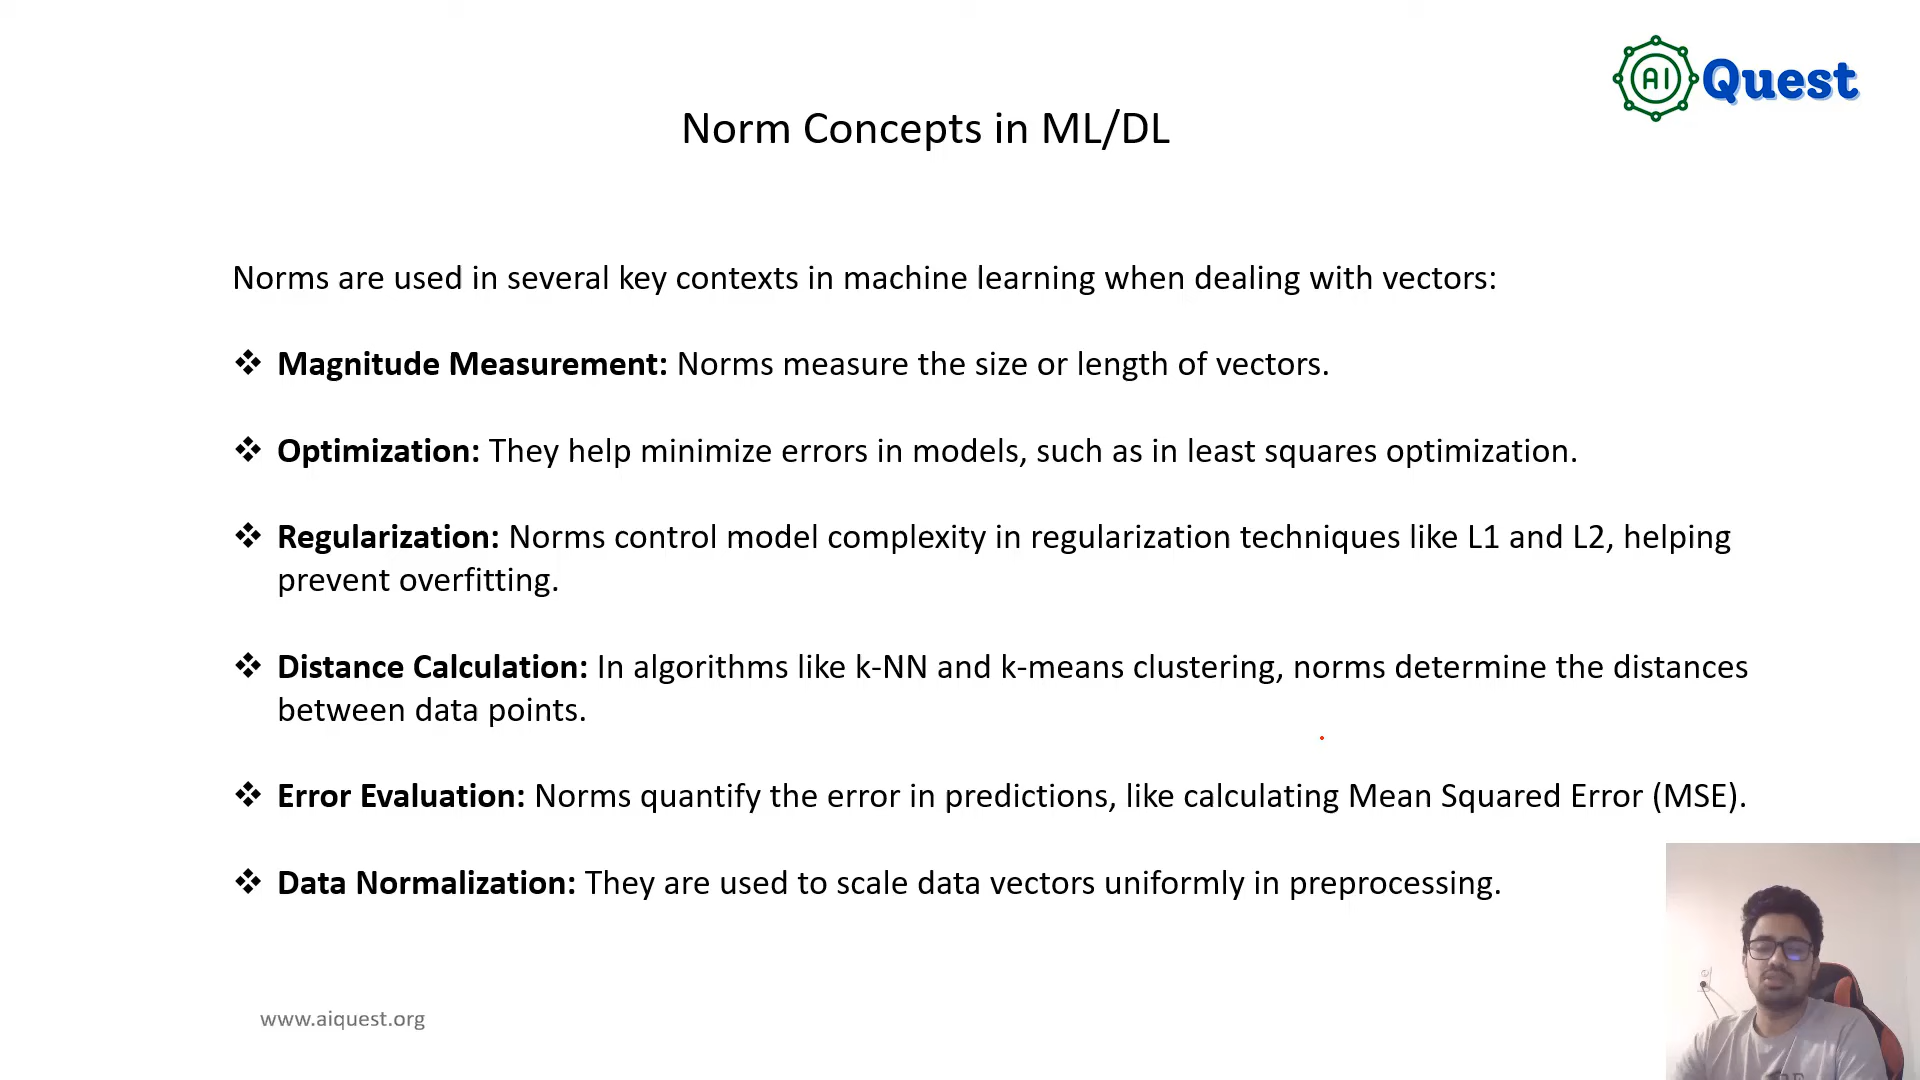 AI Quest
Norm Concepts in ML/DL
Norms are used in several key contexts in machine learning when dealing with vectors:
❖ Magnitude Measurement: Norms measure the size or length of vectors.
❖ Optimization: They help minimize errors in models, such as in least squares optimization.
❖ Regularization: Norms control model complexity in regularization techniques like L1 and L2, helping
prevent overfitting.
❖ Distance Calculation: In algorithms like k-NN and k-means clustering, norms determine the distances
between data points.
❖ Error Evaluation: Norms quantify the error in predictions, like calculating Mean Squared Error (MSE).
❖ Data Normalization: They are used to scale data vectors uniformly in preprocessing.
www.aiquest.org